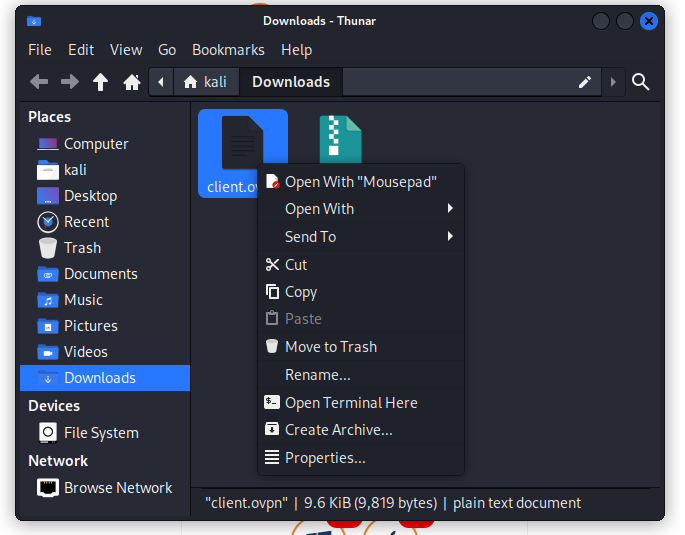 Downloads - Thunar
File Edit View Go Bookmarks Help
kali Downloads
Places
Computer
kali
Desktop
Recent
Trash
Documents
Music
Pictures
Videos
Downloads
Devices
File System
Network
Browse Network
client.ov
Open With "Mousepad"
Open With
Send To
Cut
Copy
Paste
Move to Trash
Rename...
Open Terminal Here
Create Archive...
Properties...
"client.ovpn" | 9.6 KiB (9,819 bytes) | plain text document